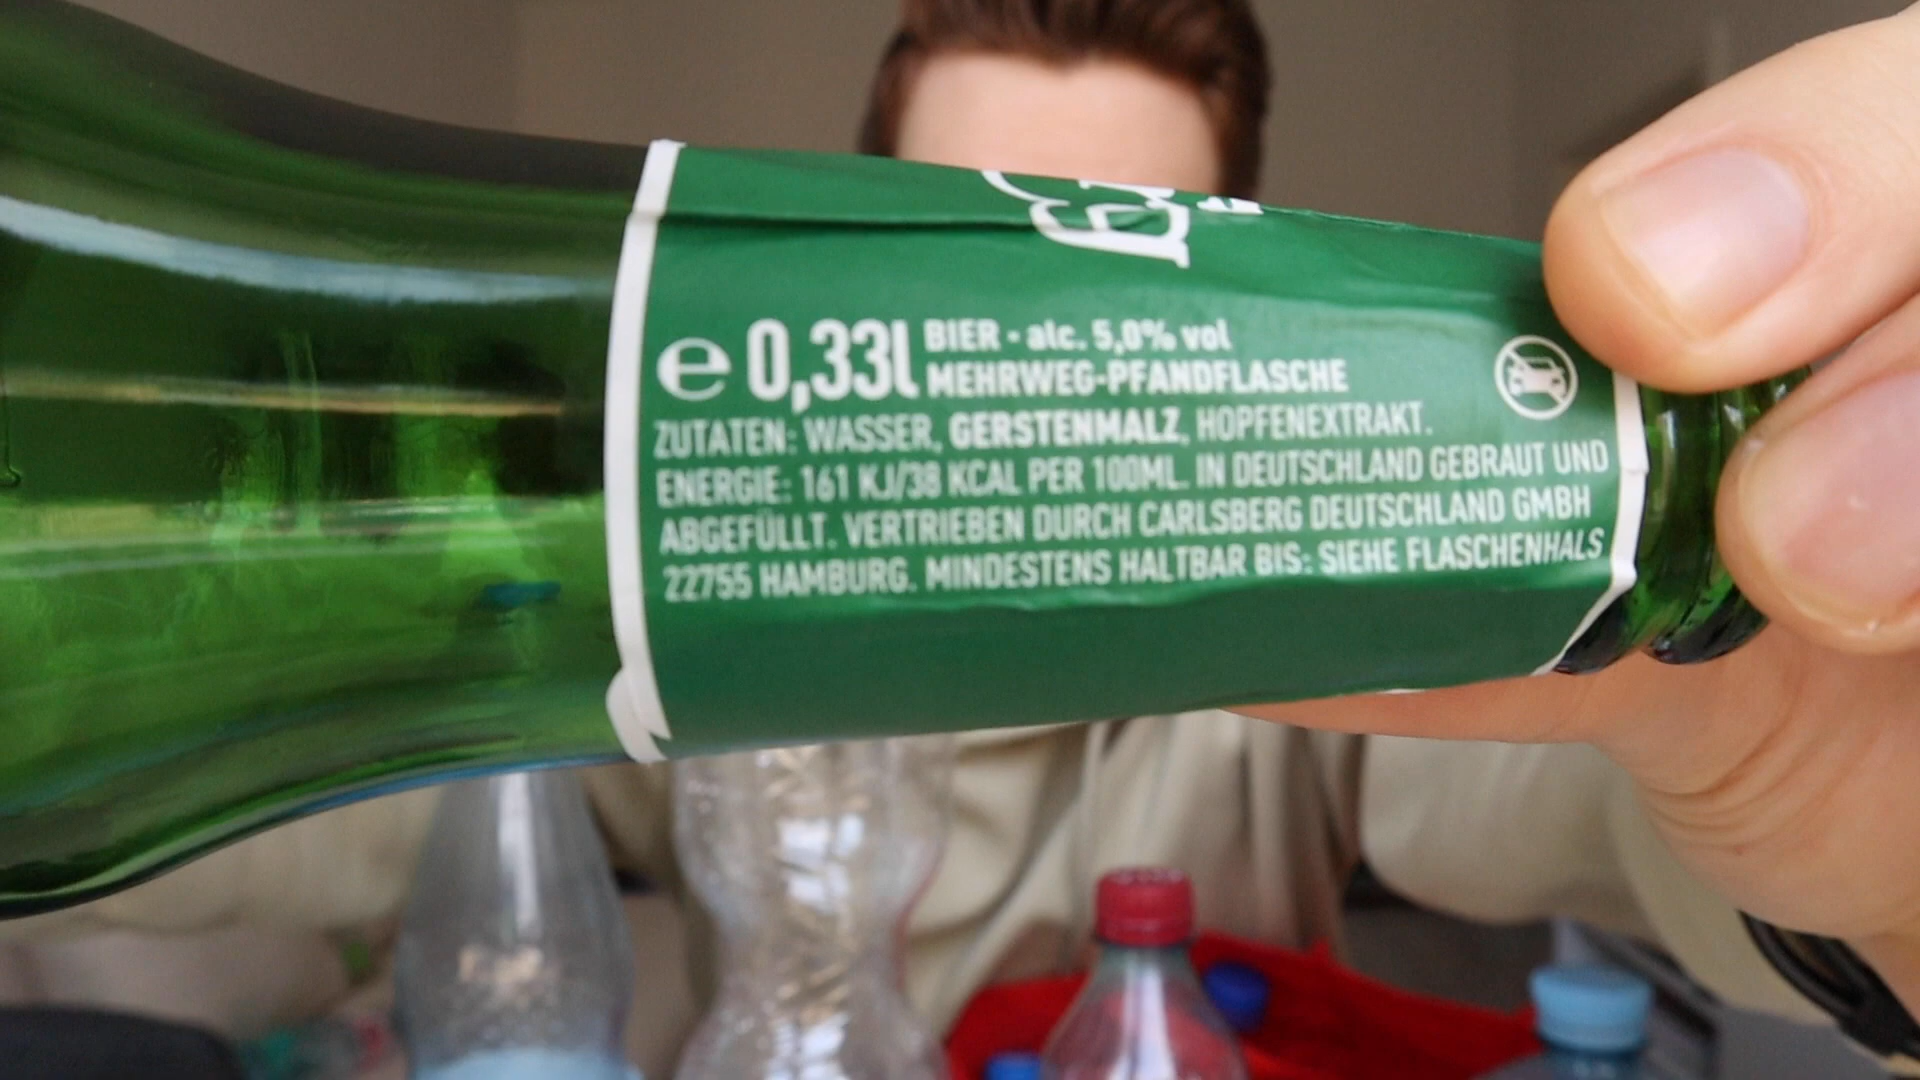 e 0,33l BIER · alc. 5,0% vol
MEHRWEG-PFANDFLASCHE
ZUTATEN: WASSER, GERSTENMALZ, HOPFENEXTRAKT.
ENERGIE: 161 KJ/38 KCAL PER 100ML. IN DEUTSCHLAND GEBRAUT UND
ABGEFÜLLT. VERTRIEBEN DURCH CARLSBERG DEUTSCHLAND GMBH
22755 HAMBURG. MINDESTENS HALTBAR BIS: SIEHE FLASCHENHALS